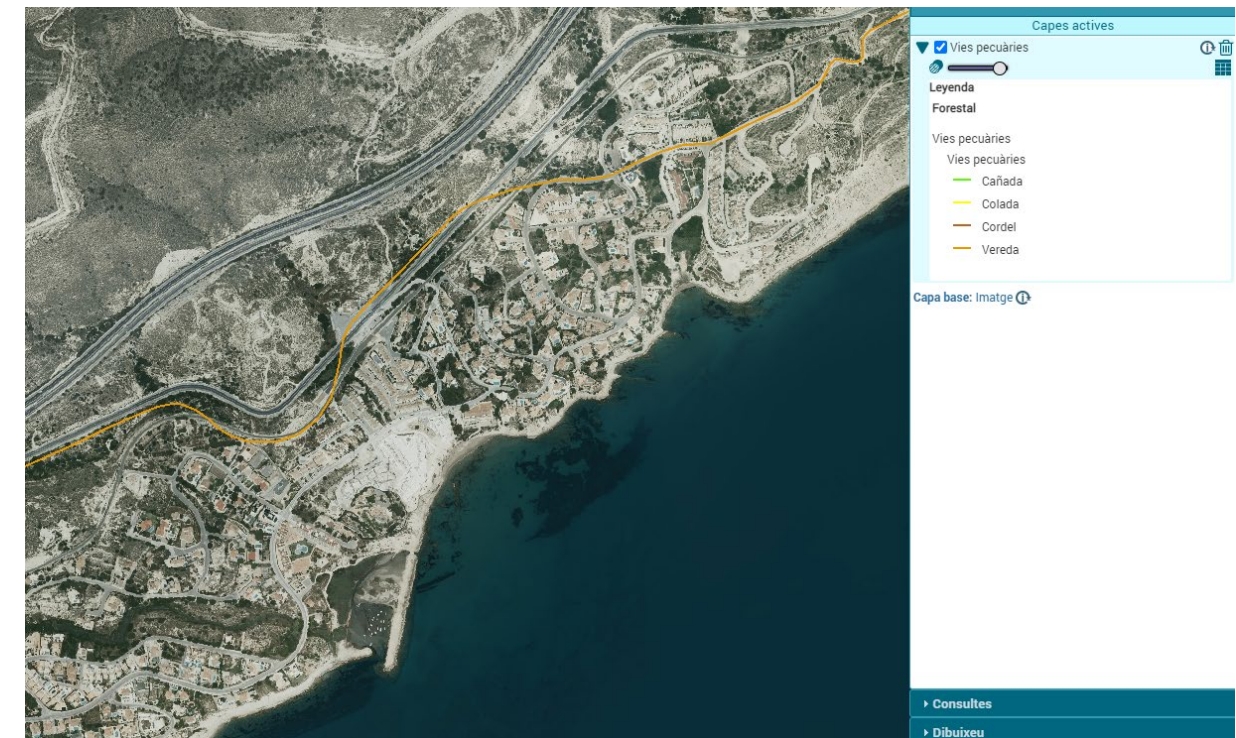 Capes actives
Vies pecuàries
Leyenda
Forestal
Vies pecuàries
Vies pecuàries
Cañada
Colada
Cordel
Vereda
Capa base: Imatge
Consultes
Dibuixeu